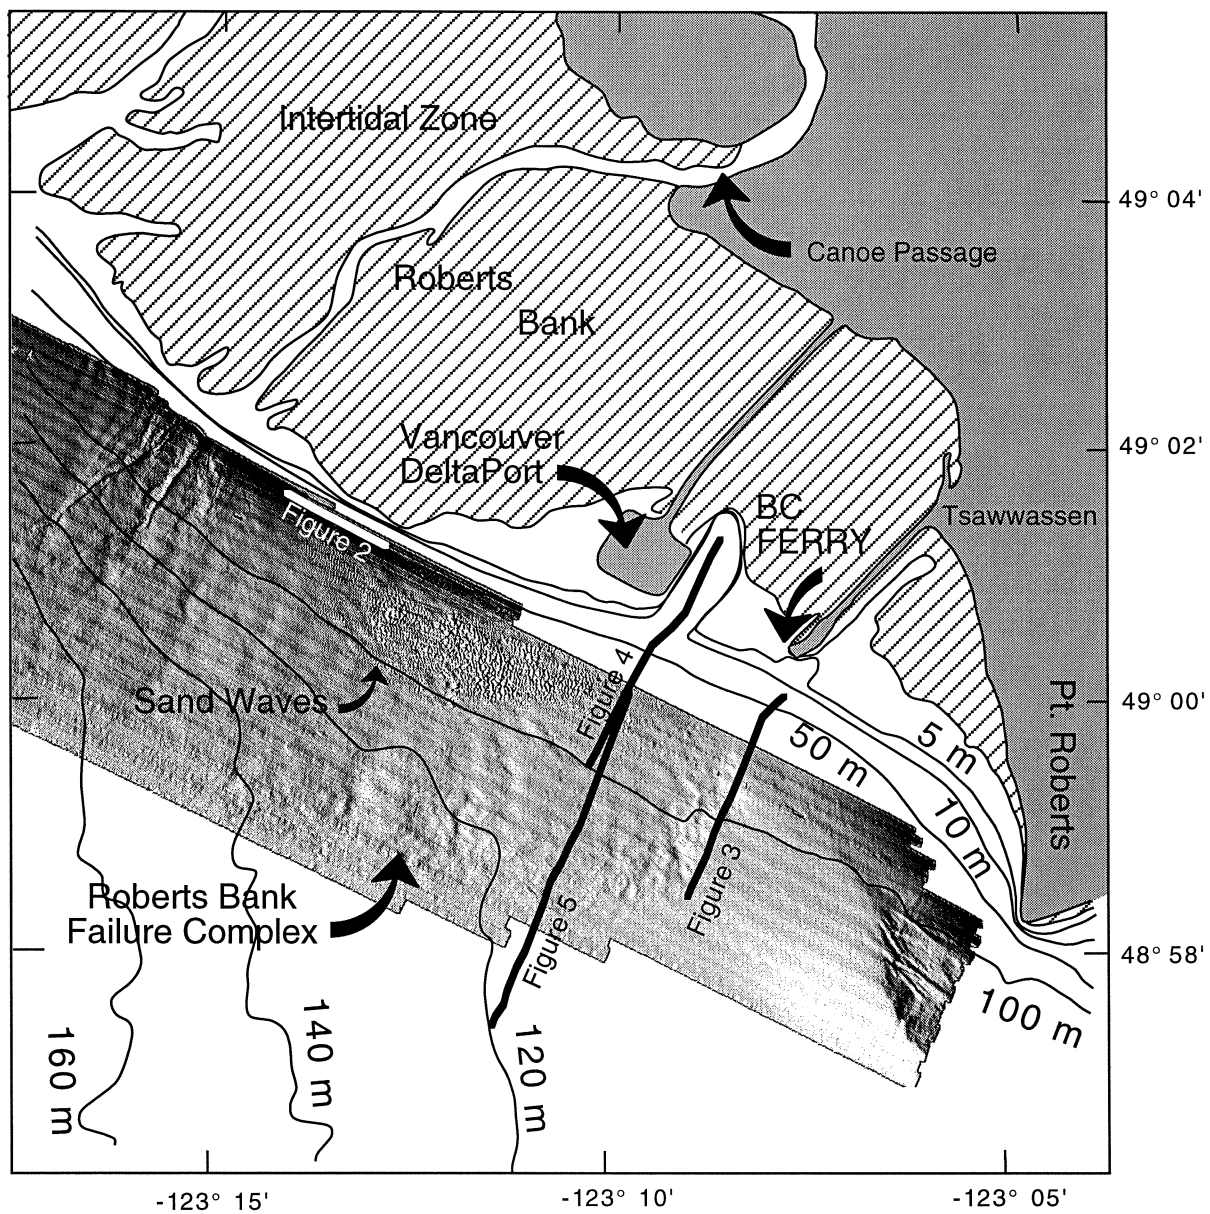 Intertidal Zone
49° 04'
Canoe Passage
Roberts
Bank
Vancouver
DeltaPort
49° 02'
BC
FERRY
Tsawwassen
Figure 2
Figure 4
Sand Waves
49° 00'
Pt. Roberts
5 m
50 m
10 m
Figure 3
Roberts Bank
Failure Complex
Figure 5
48° 58'
100 m
160 m
140 m
120 m
-123° 15'
-123° 10'
-123° 05'